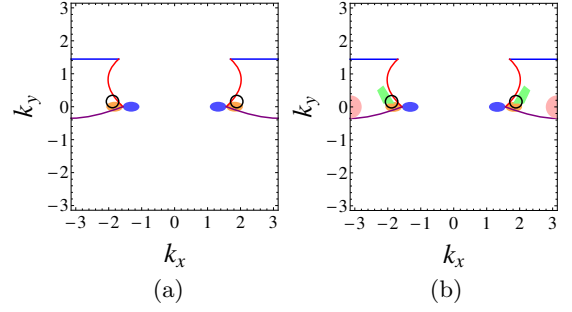 3 3
2 2
1 1
k_y 0 k_y 0
−1 −1
−2 −2
−3 −3
−3 −2 −1 0 1 2 3 −3 −2 −1 0 1 2 3
k_x k_x
(a) (b)